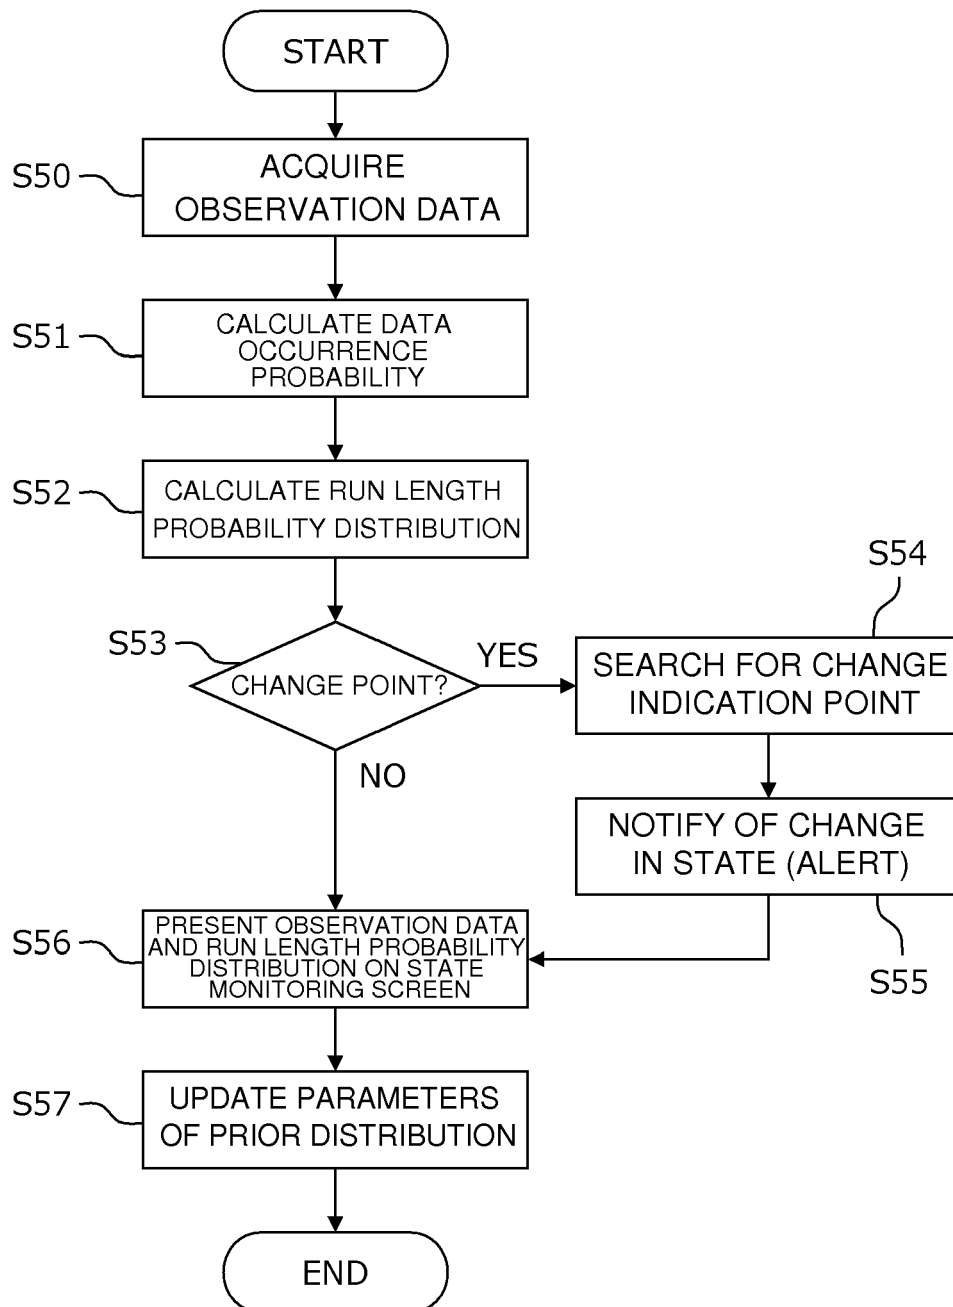 START
S50
ACQUIRE
OBSERVATION DATA
S51
CALCULATE DATA
OCCURRENCE
PROBABILITY
S52
CALCULATE RUN LENGTH
PROBABILITY DISTRIBUTION
S53
CHANGE POINT?
YES
NO
S54
SEARCH FOR CHANGE
INDICATION POINT
NOTIFY OF CHANGE
IN STATE (ALERT)
S55
S56
PRESENT OBSERVATION DATA
AND RUN LENGTH PROBABILITY
DISTRIBUTION ON STATE
MONITORING SCREEN
S57
UPDATE PARAMETERS
OF PRIOR DISTRIBUTION
END